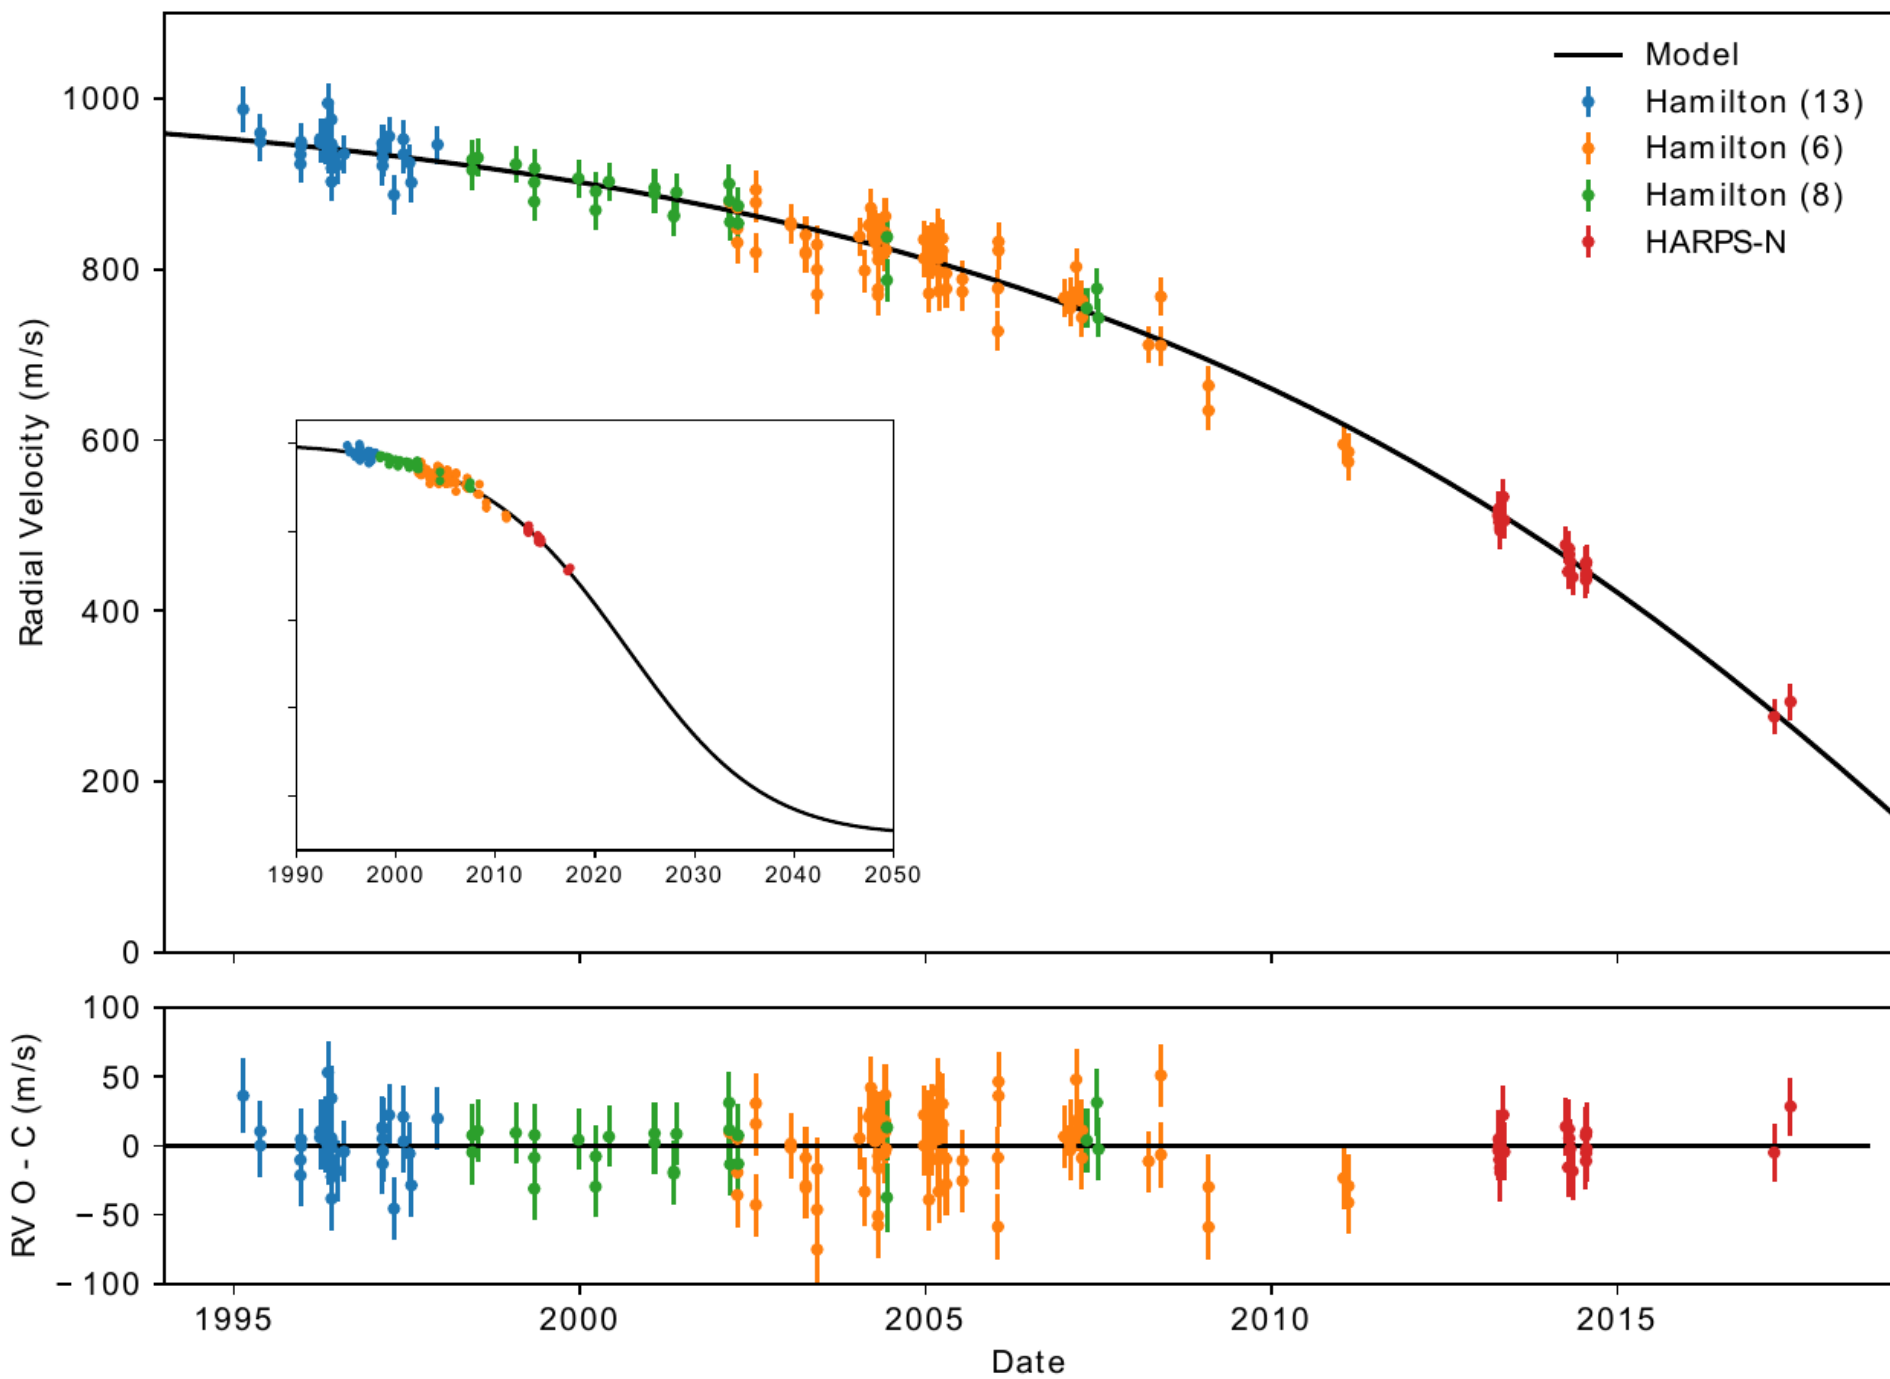 Model
Hamilton (13)
Hamilton (6)
Hamilton (8)
HARPS-N
Radial Velocity (m/s)
1000
800
600
400
200
0
1990 2000 2010 2020 2030 2040 2050
RV O - C (m/s)
100
50
0
−50
−100
1995 2000 2005 2010 2015
Date